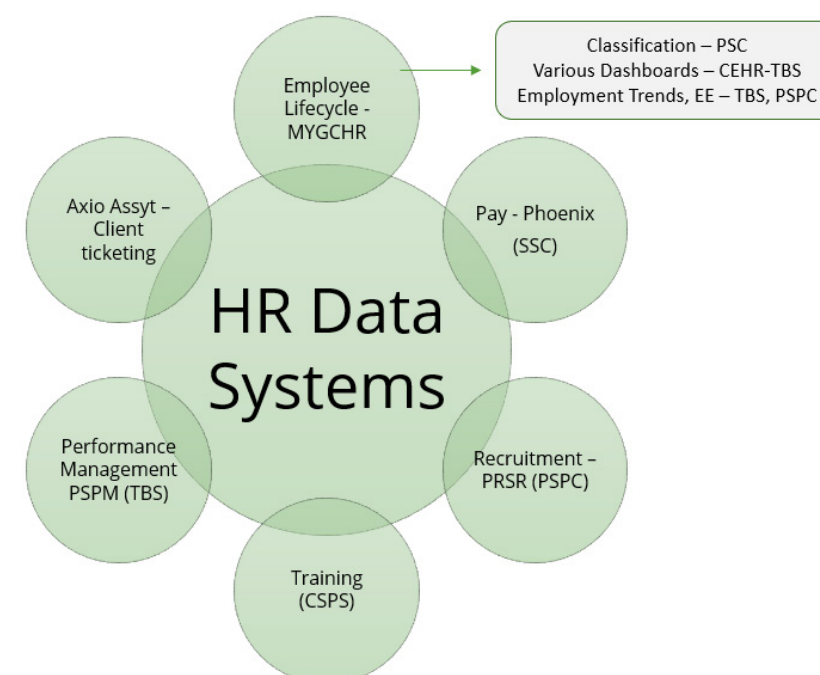 Classification – PSC
Various Dashboards – CEHR-TBS
Employment Trends, EE – TBS, PSPC
Employee
Lifecycle -
MYGCHR
Axio Assyt –
Client
ticketing
Pay - Phoenix
(SSC)
HR Data
Systems
Performance
Management
PSPM (TBS)
Recruitment –
PRSR (PSPC)
Training
(CSPS)